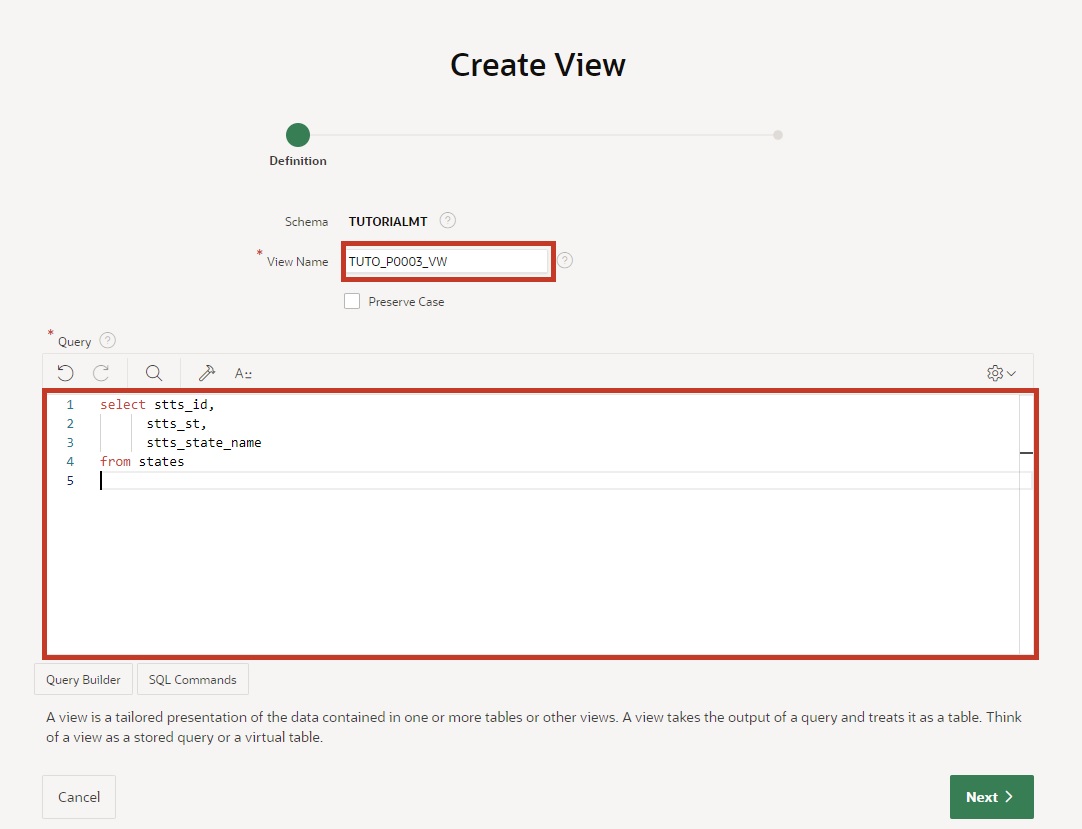 Create View
Definition
Schema TUTORIALMT ?
* View Name TUTO_P0003_VW ?
Preserve Case
* Query ?
A::
1 select stts_id,
2 stts_st,
3 stts_state_name
4 from states
5
Query Builder SQL Commands
A view is a tailored presentation of the data contained in one or more tables or other views. A view takes the output of a query and treats it as a table. Think
of a view as a stored query or a virtual table.
Cancel Next